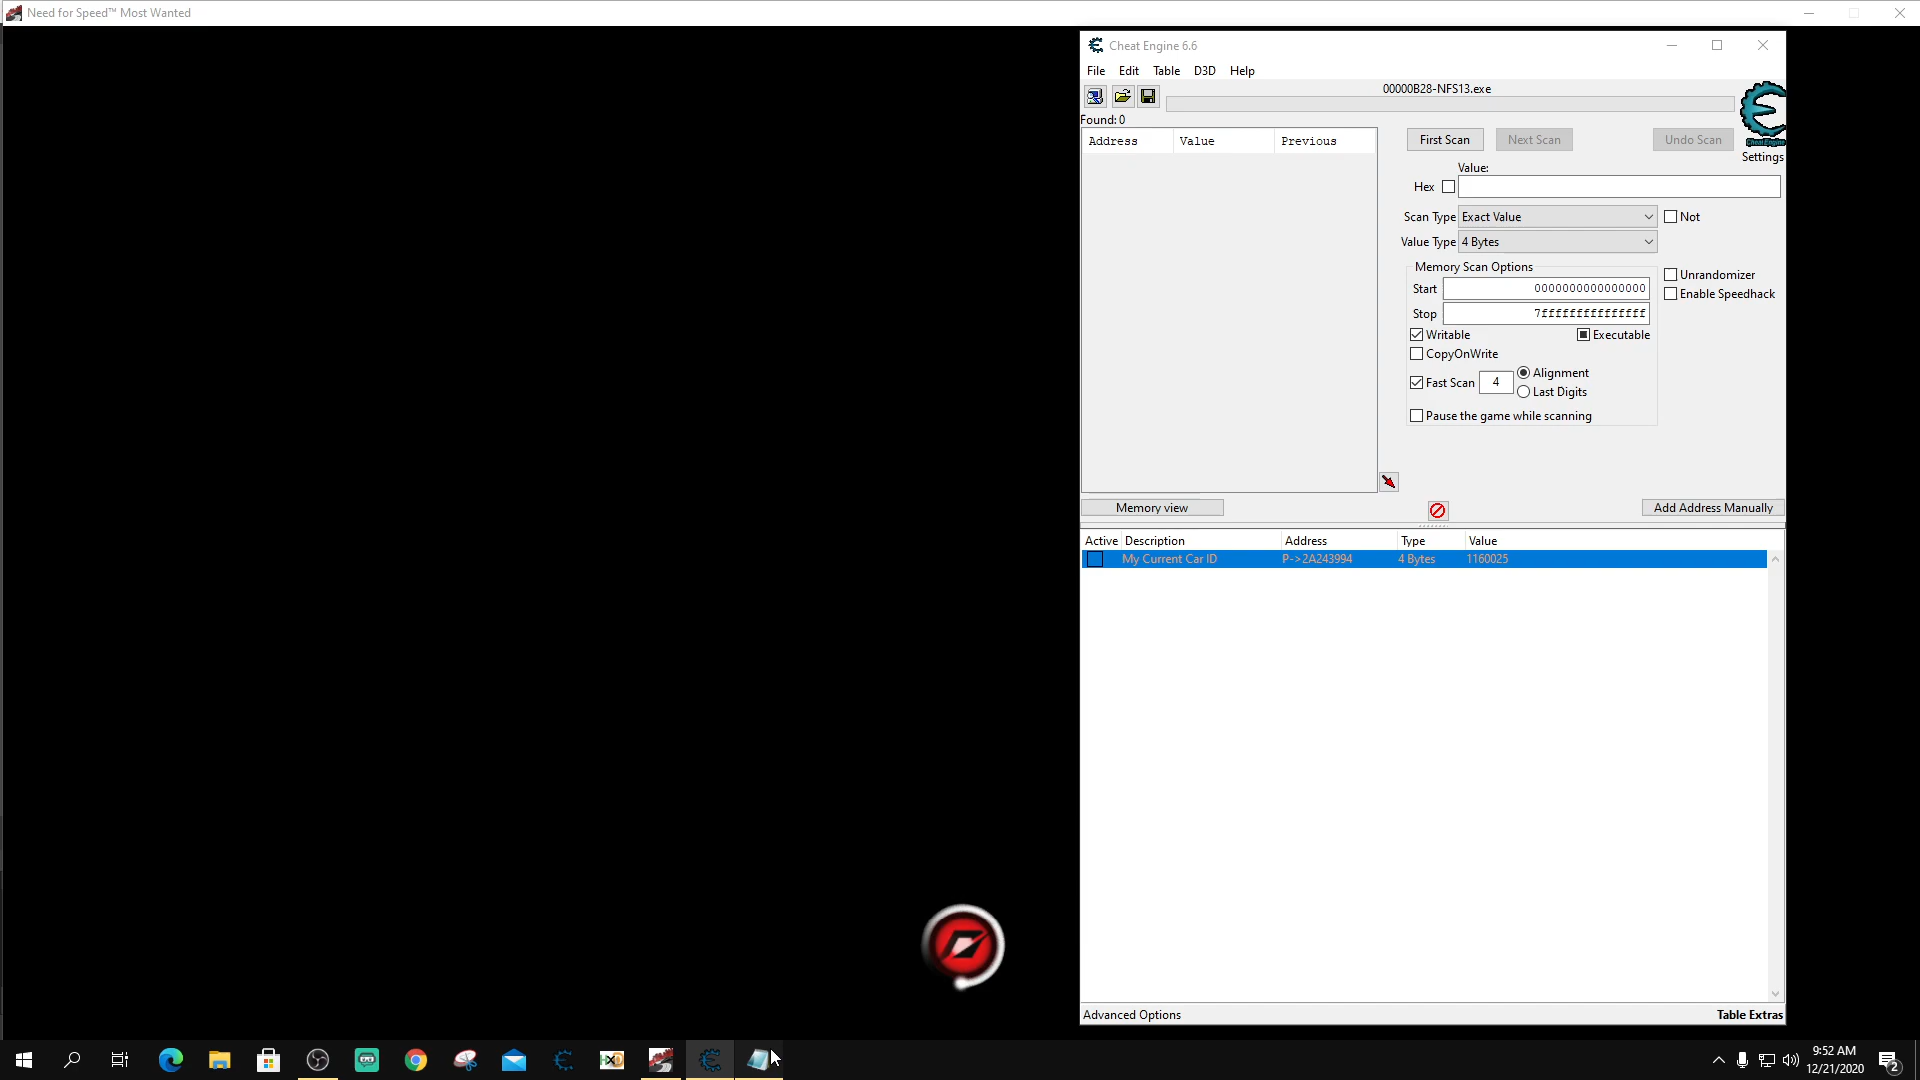 Need for Speed™ Most Wanted
Cheat Engine 6.6
File Edit Table D3D Help
00000B28-NFS13.exe
Found: 0
Address Value Previous
First Scan Next Scan Undo Scan
Settings
Value:
Hex
Scan Type Exact Value Not
Value Type 4 Bytes
Memory Scan Options
Unrandomizer
Start 0000000000000000
Enable Speedhack
Stop 7fffffffffffffff
Writable Executable
CopyOnWrite
Fast Scan 4 Alignment
Last Digits
Pause the game while scanning
Memory view Add Address Manually
Active Description Address Type Value
My Current Car ID P->2A243994 4 Bytes 1160025
Advanced Options Table Extras
9:52 AM
12/21/2020
2